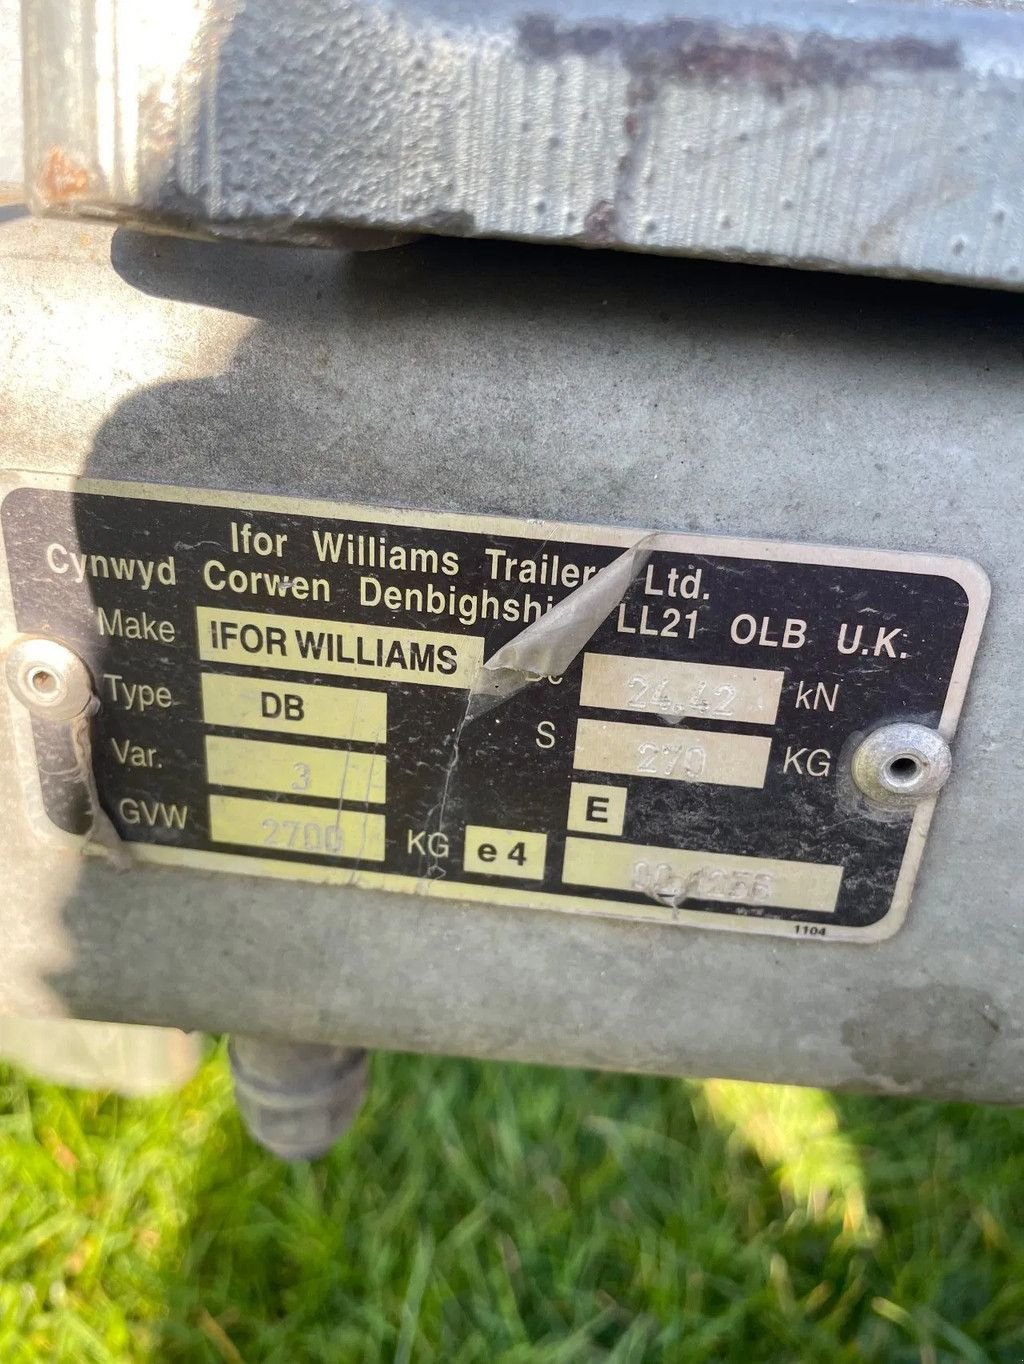 Ifor Williams Trailers Ltd.
Cynwyd Corwen Denbighshi LL21 OLB U.K.
Make IFOR WILLIAMS
24.42 kN
Type DB
S 270 KG
Var. 3
E
GVW 2700 KG e4
1104